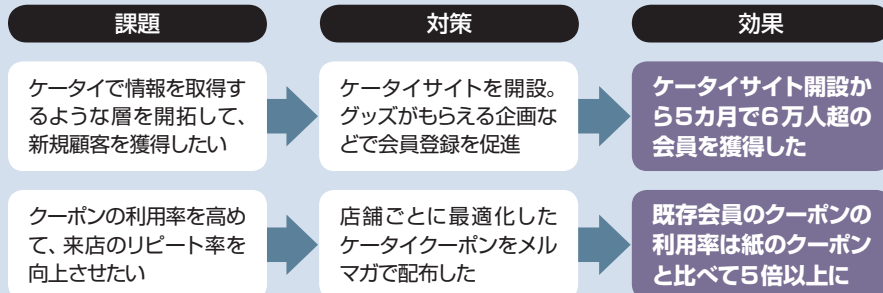 課題
対策
効果
ケータイで情報を取得す
るような層を開拓して、
新規顧客を獲得したい
ケータイサイトを開設。
グッズがもらえる企画な
どで会員登録を促進
ケータイサイト開設か
ら5カ月で6万人超の
会員を獲得した
クーポンの利用率を高め
て、来店のリピート率を
向上させたい
店舗ごとに最適化した
ケータイクーポンをメル
マガで配布した
既存会員のクーポンの
利用率は紙のクーポン
と比べて5倍以上に